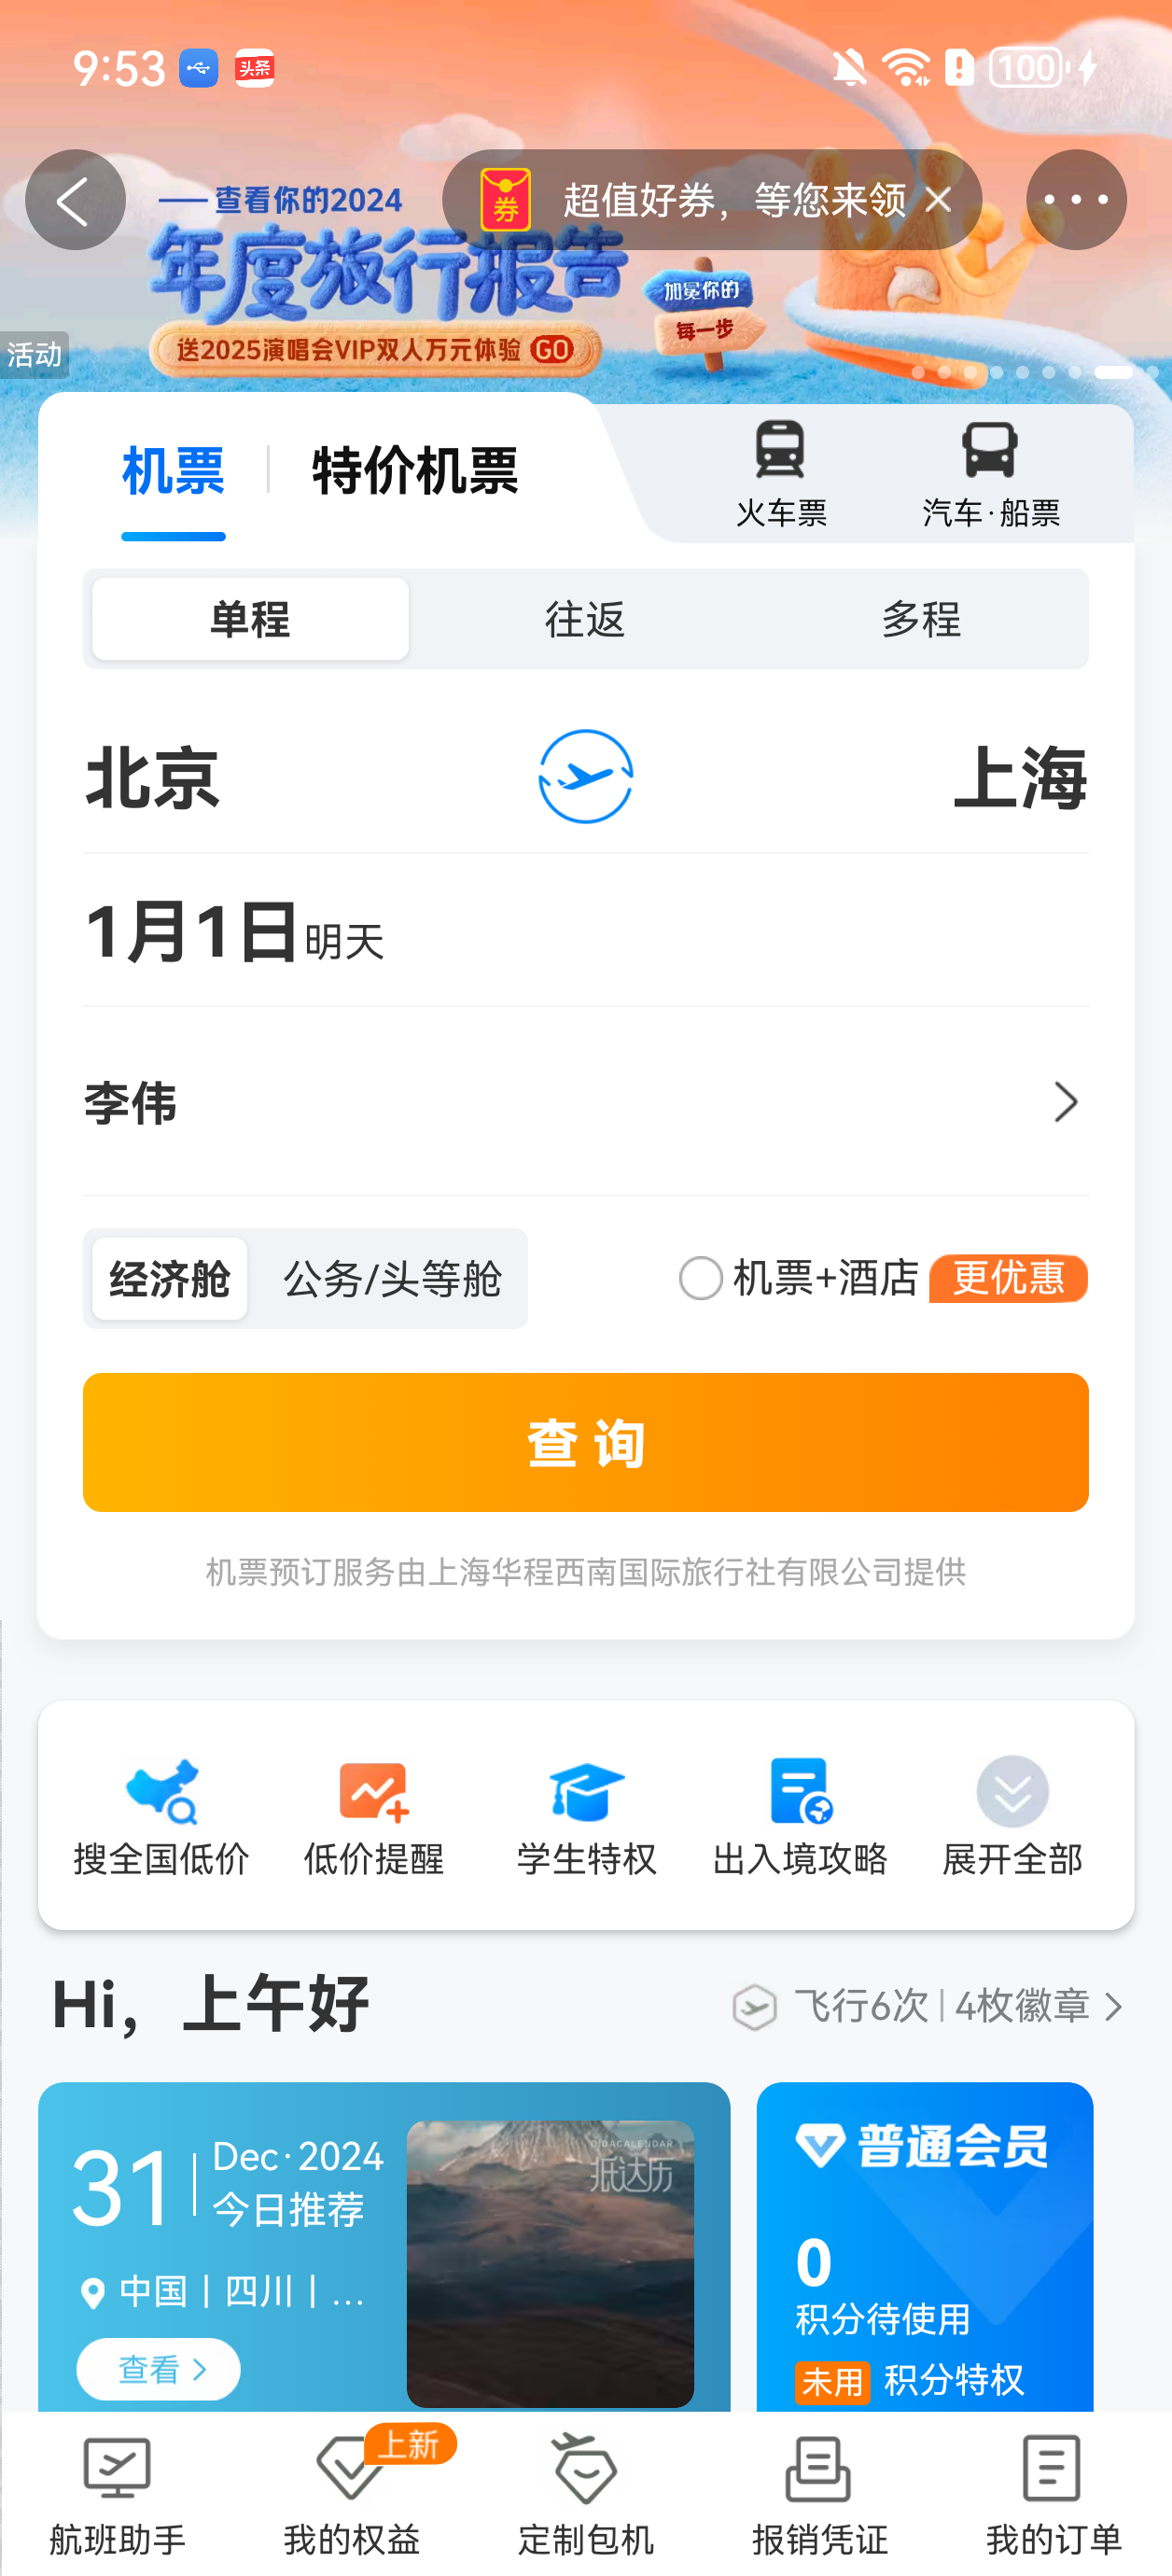 9:53
头条
100
查看你的2024
券 超值好券，等您来领
年度旅行报告
加冕你的
每一步
送2025演唱会VIP双人万元体验 GO
活动
机票
特价机票
火车票
汽车·船票
单程
往返
多程
北京
上海
1月1日明天
李伟
经济舱
公务/头等舱
机票+酒店
更优惠
查询
机票预订服务由上海华程西南国际旅行社有限公司提供
搜全国低价
低价提醒
学生特权
出入境攻略
展开全部
Hi，上午好
飞行6次
4枚徽章
31
Dec·2024
今日推荐
中国 | 四川 | ...
查看
DIDACALENDAR
抵达历
普通会员
0
积分待使用
未用 积分特权
航班助手
上新
我的权益
定制包机
报销凭证
我的订单